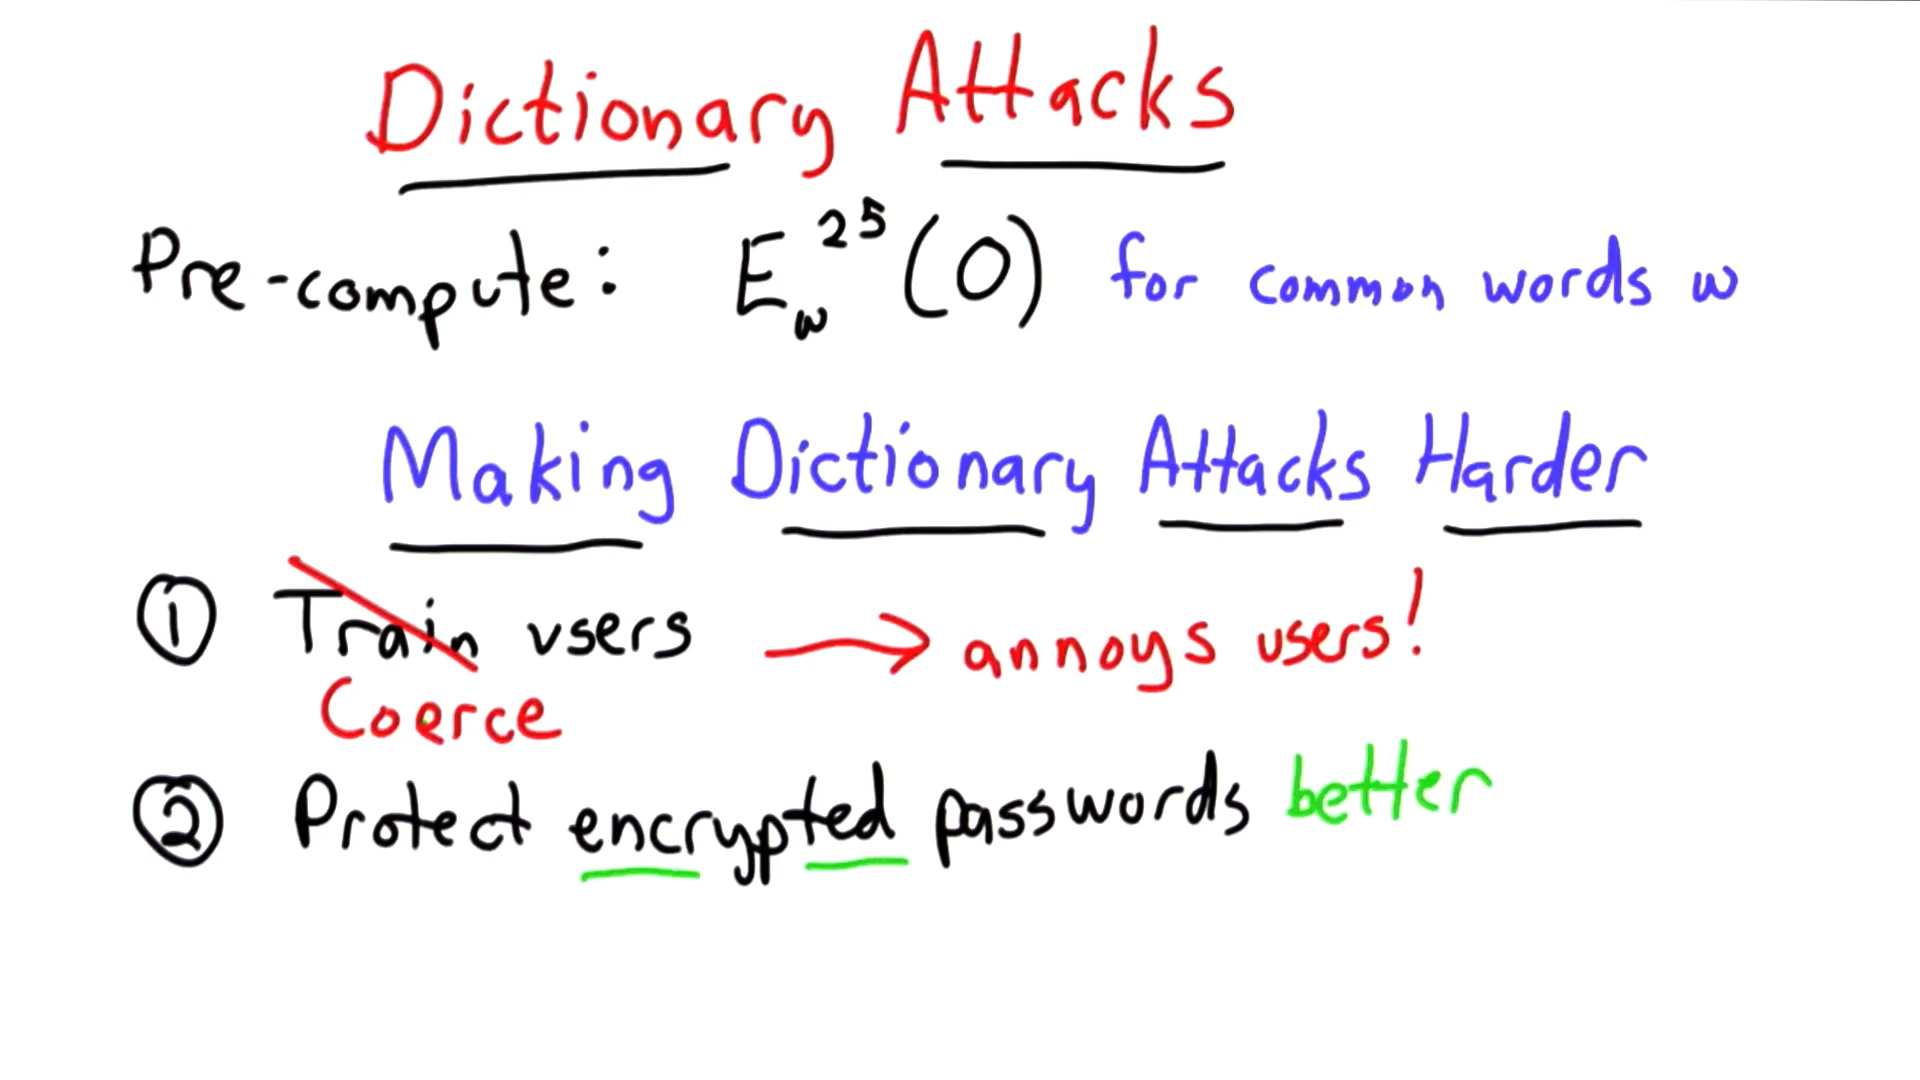 Dictionary Attacks
Pre-compute: E_w^25 (0) for common words w
Making Dictionary Attacks Harder
① Train users → annoys users!
Coerce
② Protect encrypted passwords better